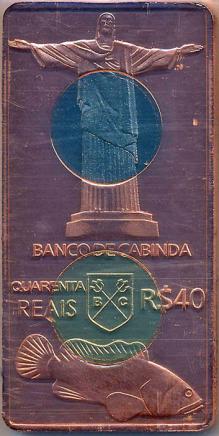 BANCO DE CABINDA
QUARENTA
REAIS
R$40
B C